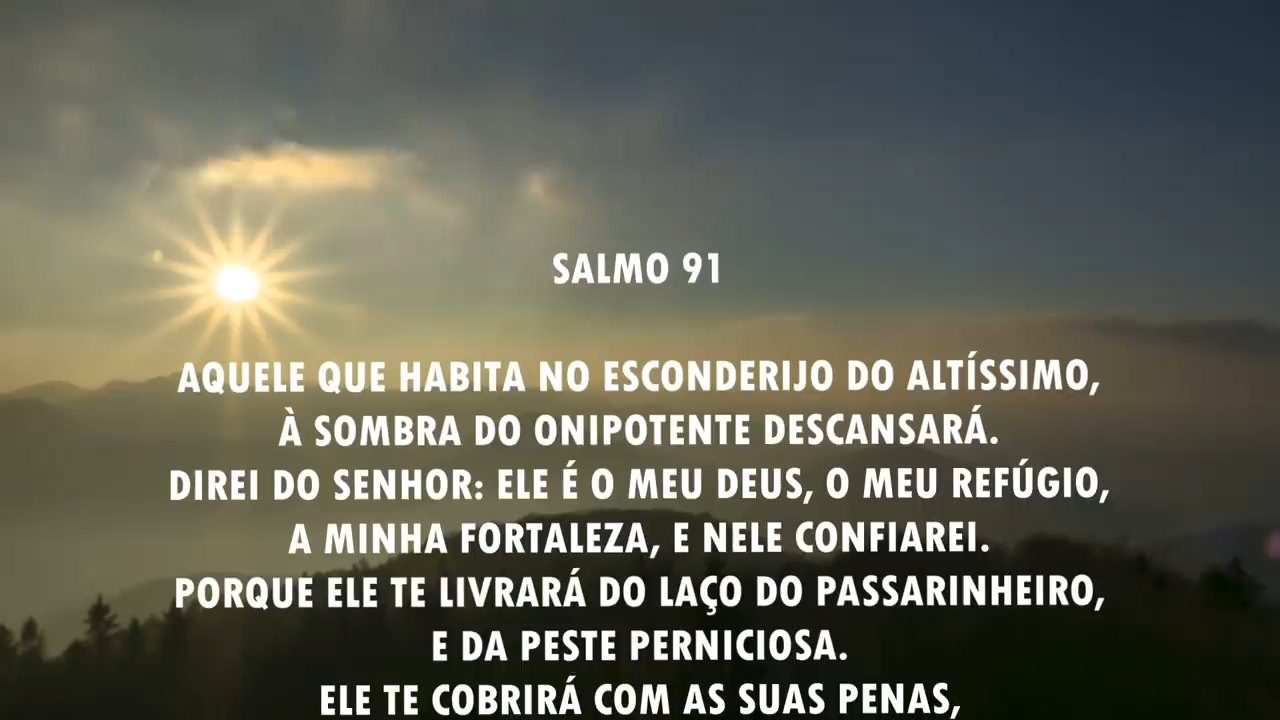 SALMO 91
AQUELE QUE HABITA NO ESCONDERIJO DO ALTÍSSIMO,
À SOMBRA DO ONIPOTENTE DESCANSARÁ.
DIREI DO SENHOR: ELE É O MEU DEUS, O MEU REFÚGIO,
A MINHA FORTALEZA, E NELE CONFIAREI.
PORQUE ELE TE LIVRARÁ DO LAÇO DO PASSARINHEIRO,
E DA PESTE PERNICIOSA.
ELE TE COBRIRÁ COM AS SUAS PENAS,